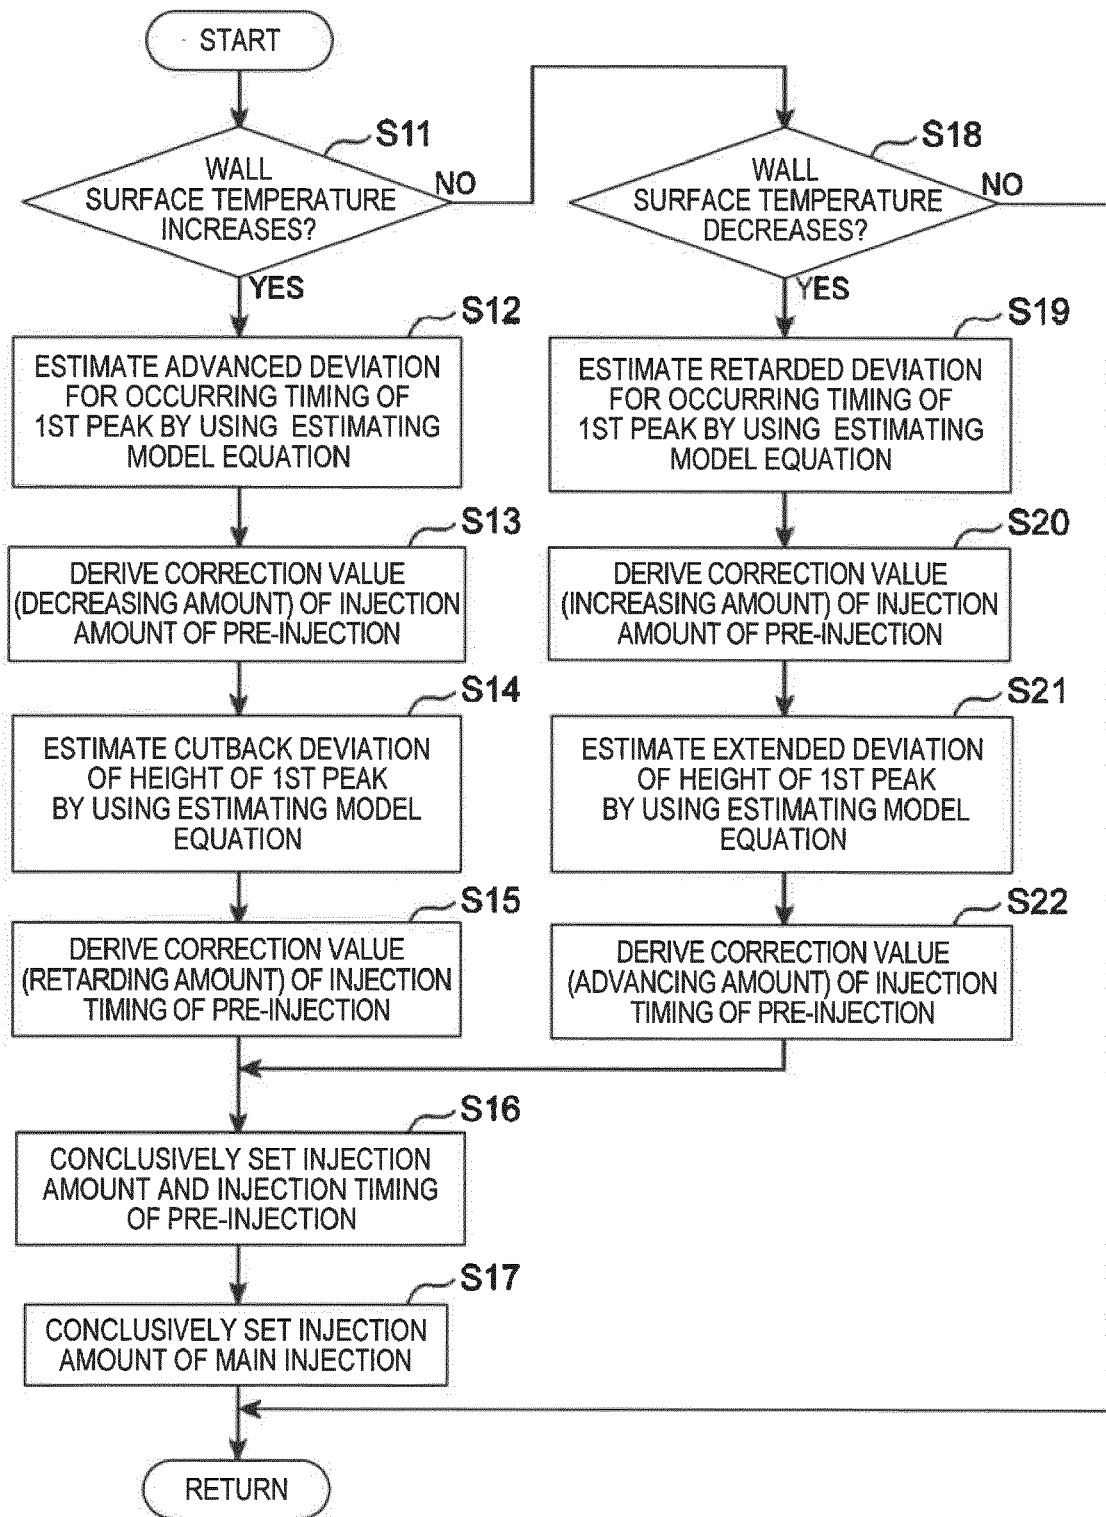 START
S11
WALL
SURFACE TEMPERATURE
INCREASES?
NO
YES
S12
ESTIMATE ADVANCED DEVIATION
FOR OCCURRING TIMING OF
1ST PEAK BY USING ESTIMATING
MODEL EQUATION
S13
DERIVE CORRECTION VALUE
(DECREASING AMOUNT) OF INJECTION
AMOUNT OF PRE-INJECTION
S14
ESTIMATE CUTBACK DEVIATION
OF HEIGHT OF 1ST PEAK
BY USING ESTIMATING MODEL
EQUATION
S15
DERIVE CORRECTION VALUE
(RETARDING AMOUNT) OF INJECTION
TIMING OF PRE-INJECTION
S16
CONCLUSIVELY SET INJECTION
AMOUNT AND INJECTION TIMING
OF PRE-INJECTION
S17
CONCLUSIVELY SET INJECTION
AMOUNT OF MAIN INJECTION
RETURN
S18
WALL
SURFACE TEMPERATURE
DECREASES?
NO
YES
S19
ESTIMATE RETARDED DEVIATION
FOR OCCURRING TIMING OF
1ST PEAK BY USING ESTIMATING
MODEL EQUATION
S20
DERIVE CORRECTION VALUE
(INCREASING AMOUNT) OF INJECTION
AMOUNT OF PRE-INJECTION
S21
ESTIMATE EXTENDED DEVIATION
OF HEIGHT OF 1ST PEAK
BY USING ESTIMATING MODEL
EQUATION
S22
DERIVE CORRECTION VALUE
(ADVANCING AMOUNT) OF INJECTION
TIMING OF PRE-INJECTION